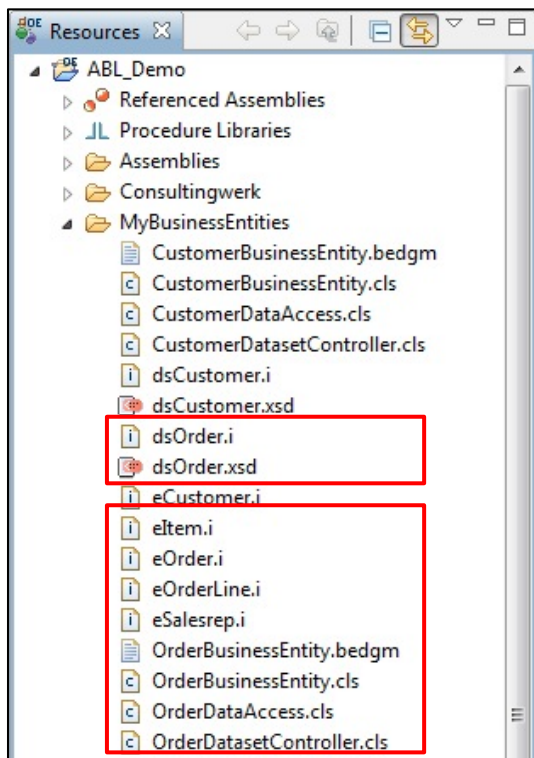 Resources
ABL_Demo
Referenced Assemblies
Procedure Libraries
Assemblies
Consultingwerk
MyBusinessEntities
CustomerBusinessEntity.bedgm
CustomerBusinessEntity.cls
CustomerDataAccess.cls
CustomerDatasetController.cls
dsCustomer.i
dsCustomer.xsd
dsOrder.i
dsOrder.xsd
eCustomer.i
eItem.i
eOrder.i
eOrderLine.i
eSalesrep.i
OrderBusinessEntity.bedgm
OrderBusinessEntity.cls
OrderDataAccess.cls
OrderDatasetController.cls